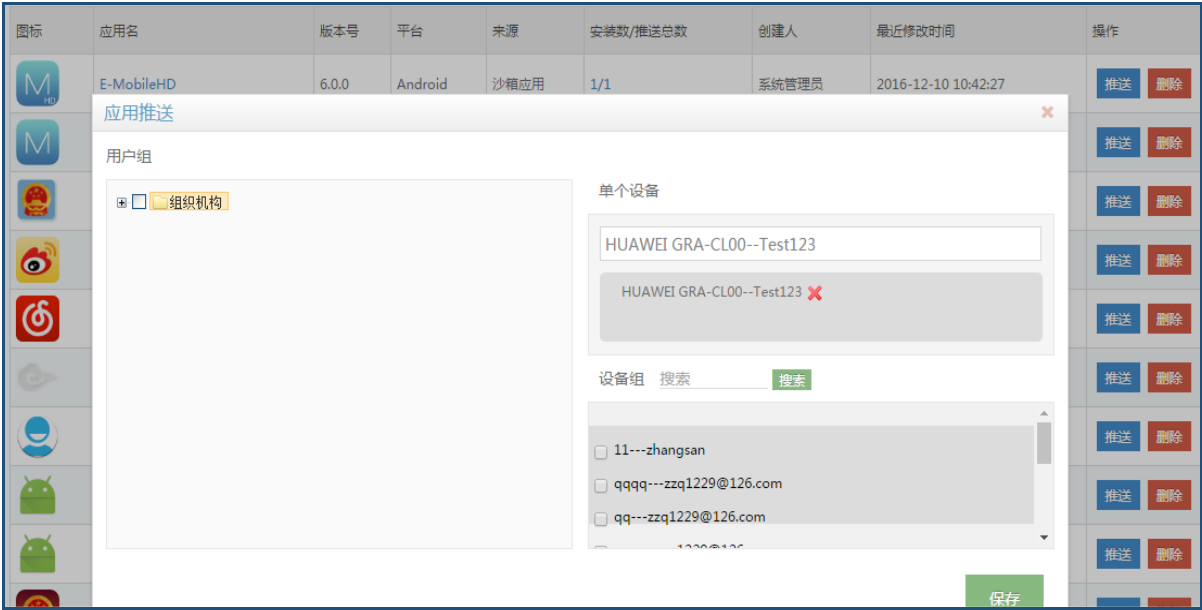 图标 应用名 版本号 平台 来源 安装数/推送总数 创建人 最近修改时间 操作
E-MobileHD 6.0.0 Android 沙箱应用 1/1 系统管理员 2016-12-10 10:42:27 推送 删除
M
HD
应用推送
用户组
组织机构
单个设备
HUAWEI GRA-CL00--Test123
HUAWEI GRA-CL00--Test123
设备组 搜索 搜索
11---zhangsan
qqqq---zzq1229@126.com
qq---zzq1229@126.com
保存
M
推送 删除
推送 删除
推送 删除
推送 删除
推送 删除
推送 删除
推送 删除
推送 删除